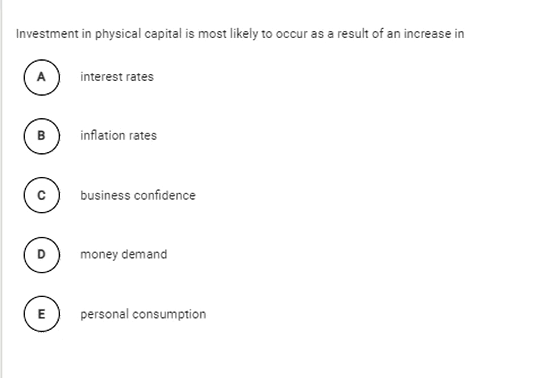 Investment in physical capital is most likely to occur as a result of an increase in
A interest rates
B inflation rates
C business confidence
D money demand
E personal consumption